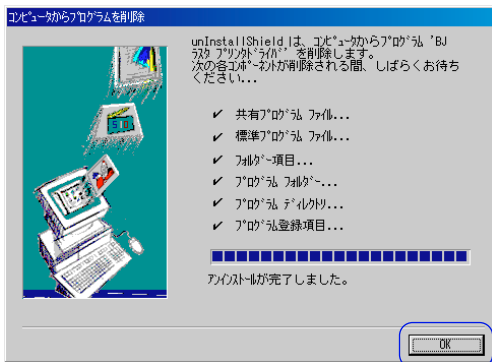 コンピュータからプログラムを削除
unInstallShield は、コンピュータからプログラム 'BJ
ラスタ プリンタドライバ' を削除します。
次の各コンポーネントが削除される間、しばらくお待ち
ください...
✔ 共有プログラム ファイル...
✔ 標準プログラム ファイル...
✔ フォルダー項目...
✔ プログラム フォルダー...
✔ プログラム ディレクトリ...
✔ プログラム登録項目...
アンインストールが完了しました。
OK